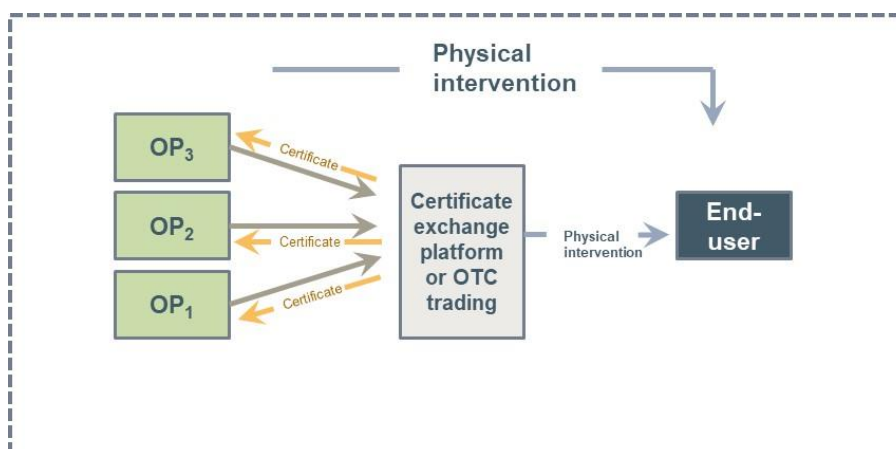 Physical
intervention
OP₃
Certificate
OP₂
Certificate
OP₁
Certificate
Certificate
exchange
platform
or OTC
trading
Physical
intervention
End-
user